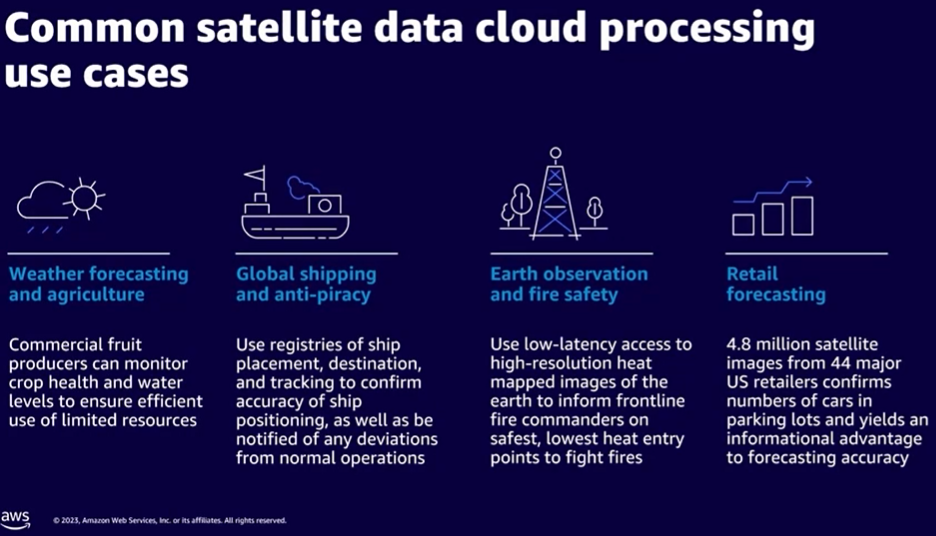 Common satellite data cloud processing
use cases
Weather forecasting
and agriculture
Commercial fruit
producers can monitor
crop health and water
levels to ensure efficient
use of limited resources
Global shipping
and anti-piracy
Use registries of ship
placement, destination,
and tracking to confirm
accuracy of ship
positioning, as well as be
notified of any deviations
from normal operations
Earth observation
and fire safety
Use low-latency access to
high-resolution heat
mapped images of the
earth to inform frontline
fire commanders on
safest, lowest heat entry
points to fight fires
Retail
forecasting
4.8 million satellite
images from 44 major
US retailers confirms
numbers of cars in
parking lots and yields an
informational advantage
to forecasting accuracy
aws
© 2023, Amazon Web Services, Inc. or its affiliates. All rights reserved.